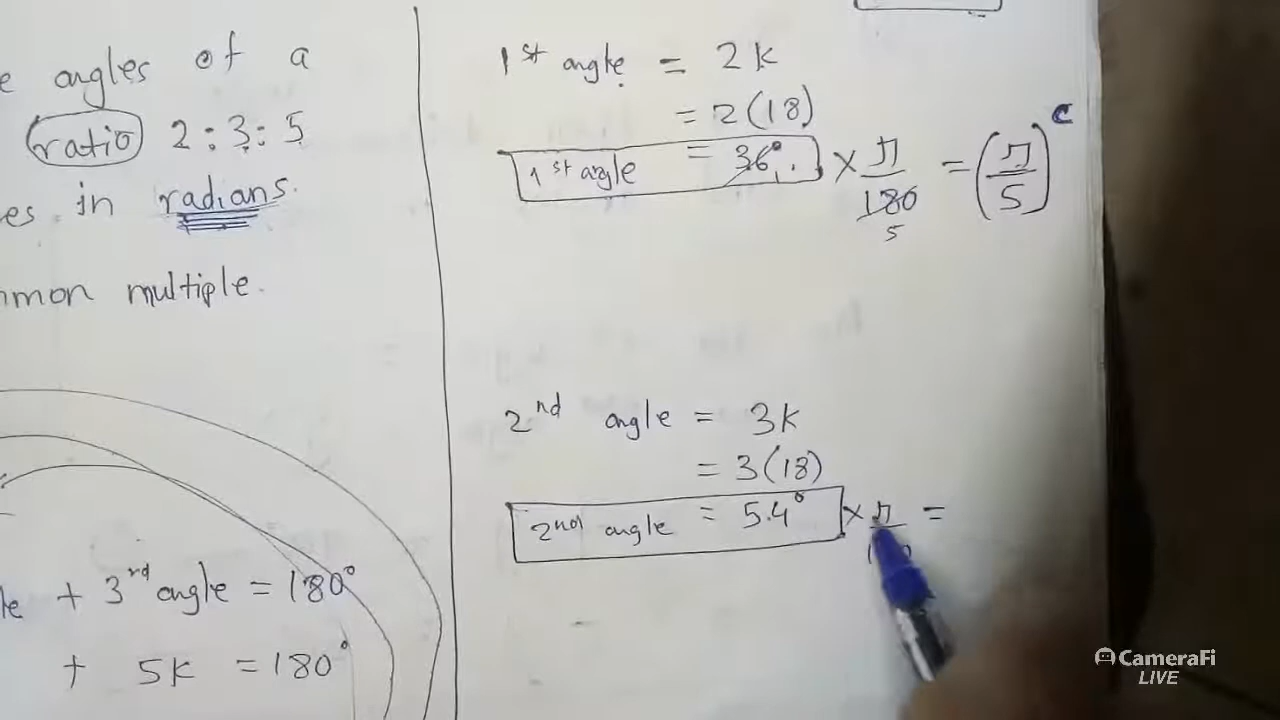 e angles of a
ratio 2:3:5
es in radians.
mmon multiple.
le + 3rd angle = 180°
+ 5k = 180°
1st angle = 2k
= 2(18)
1st angle = 36° × π/180 = (π/5)ᶜ
5
2nd angle = 3k
= 3(18)
2nd angle = 54° × π/ =
CameraFi
LIVE